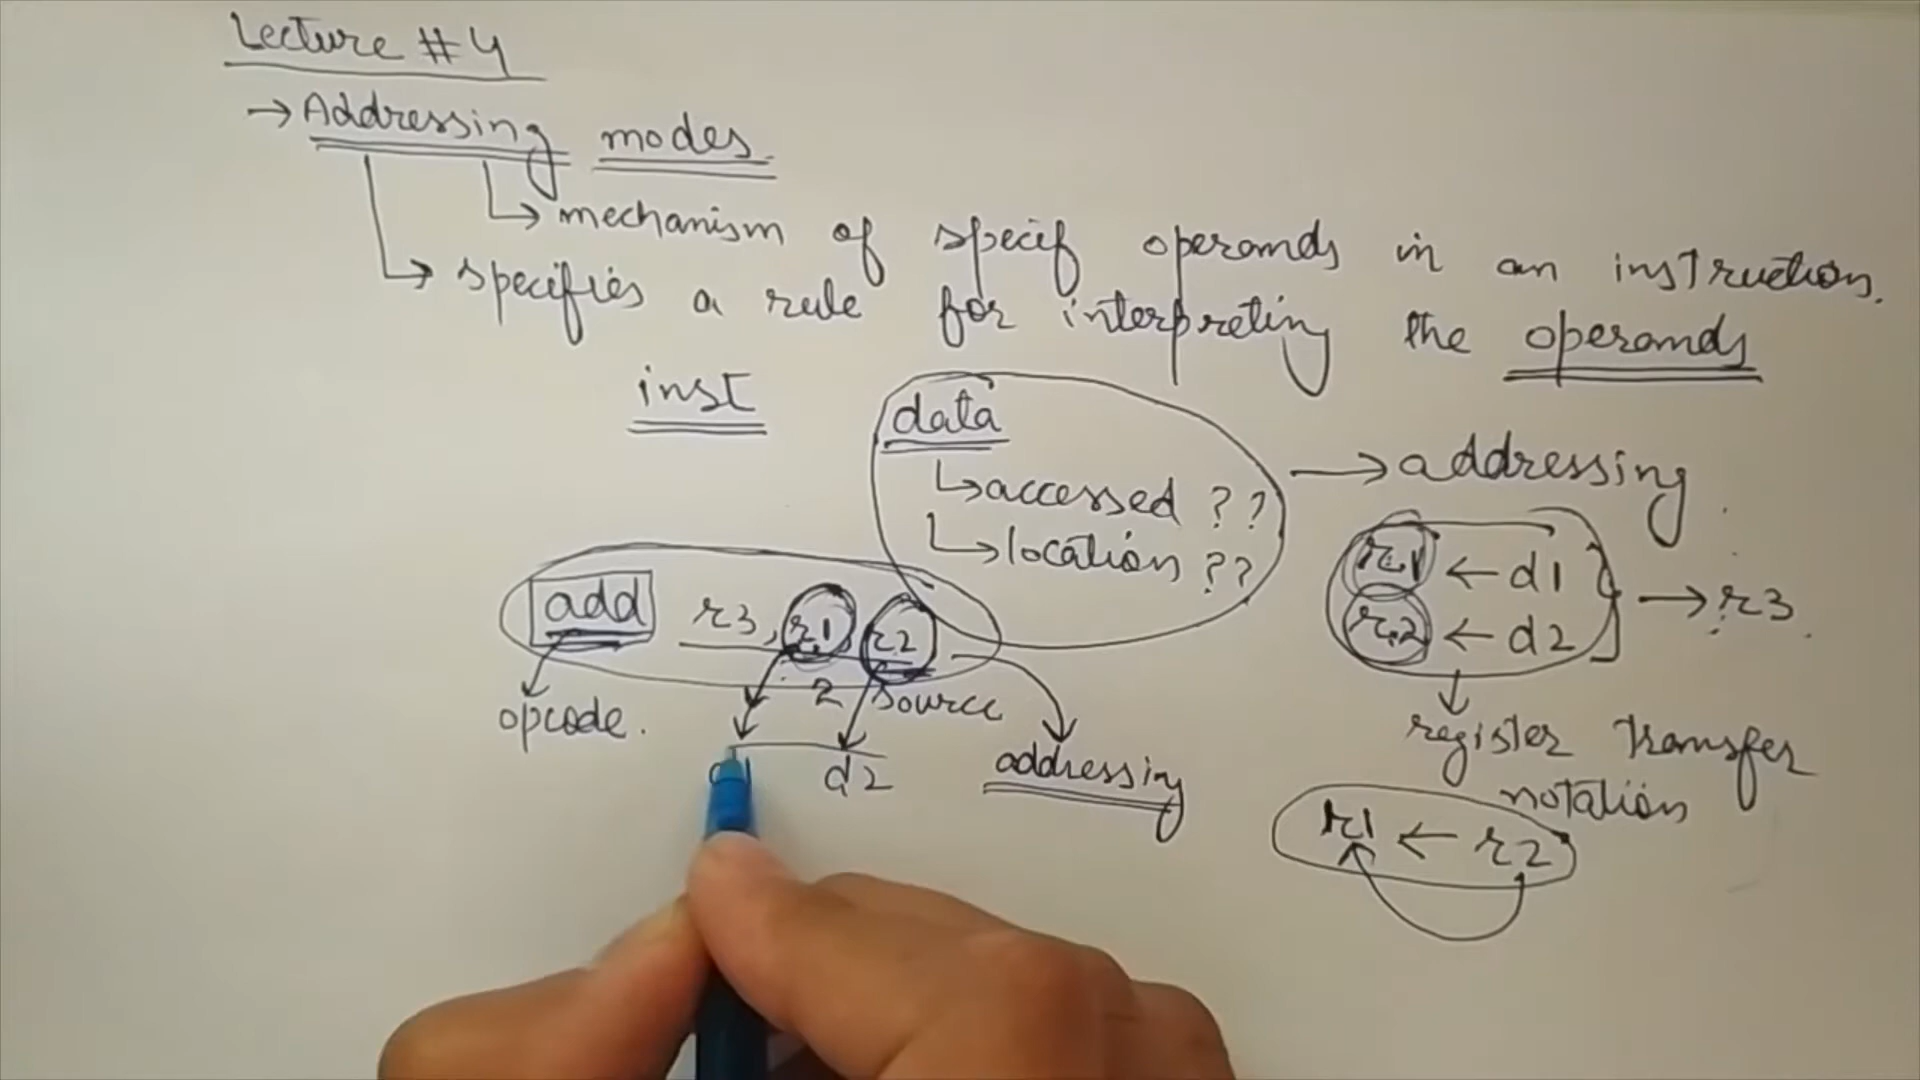 Lecture #4
→ Addressing modes
↳ mechanism of specif operands in an instruction.
↳ specifies a rule for interpreting the operands
inst
data
↳ accessed ??
↳ location ??
→ addressing
add r3, r1 r2
opcode.
2 source
d2
addressing
r1 ← d1
r2 ← d2
→ r3
register transfer
notation
r1 ← r2